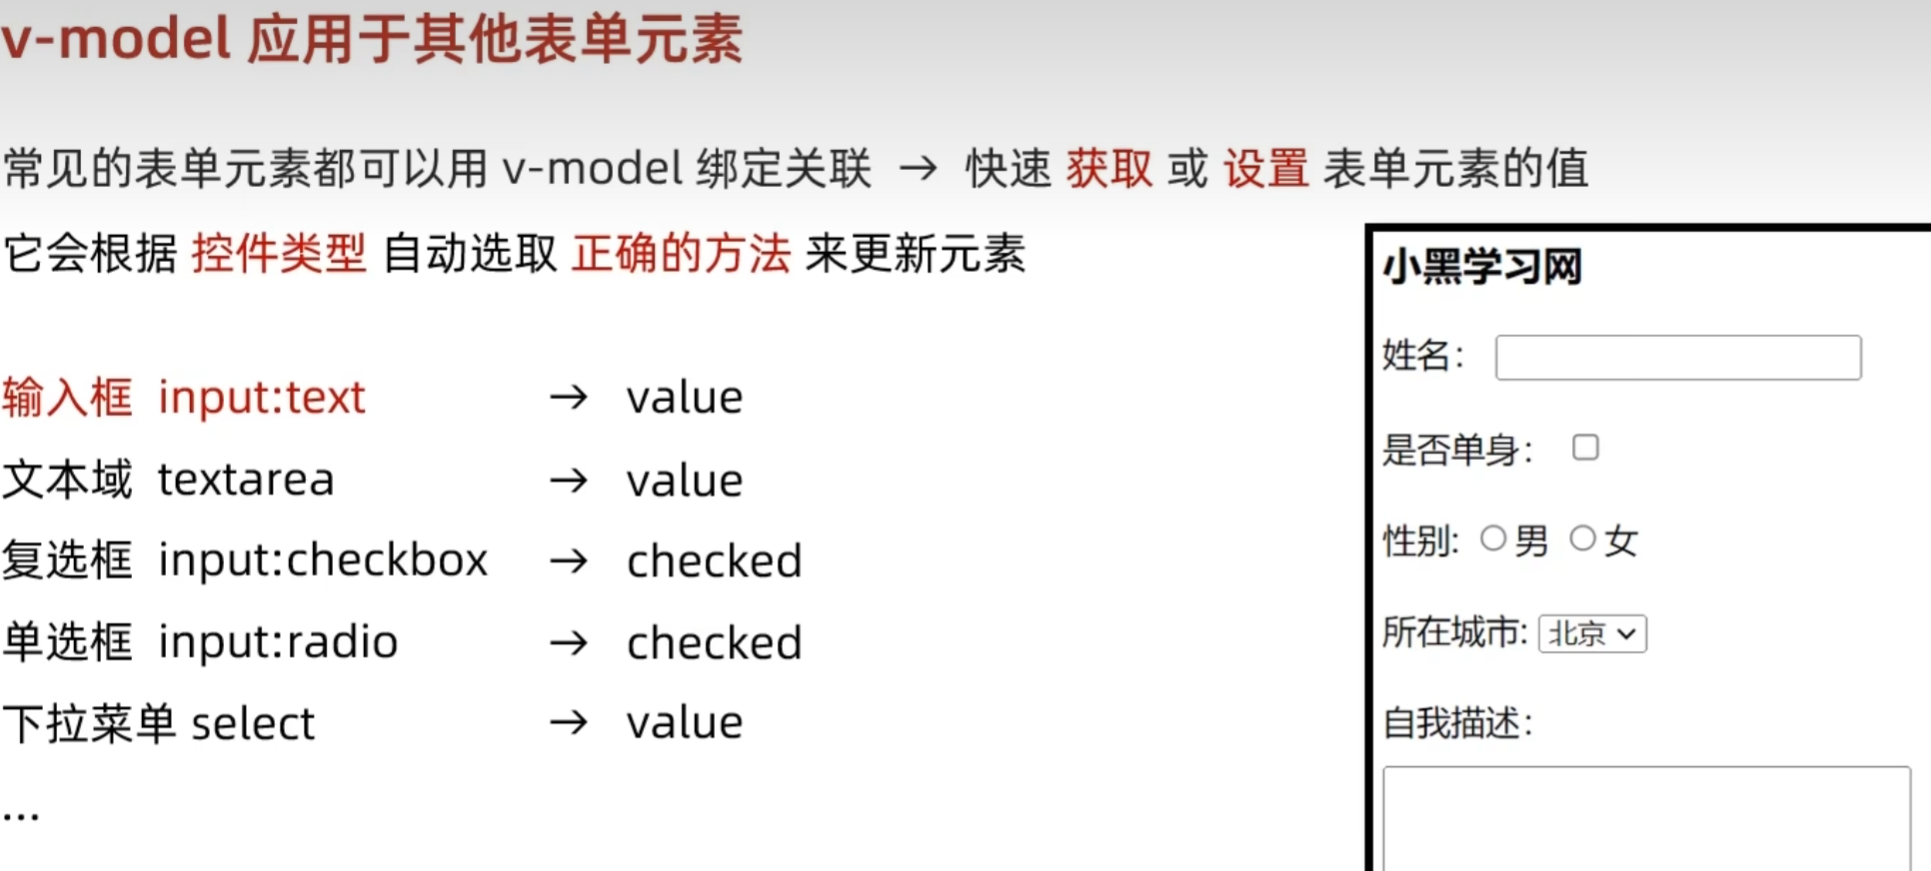 v-model 应用于其他表单元素
常见的表单元素都可以用 v-model 绑定关联 → 快速 获取 或 设置 表单元素的值
它会根据 控件类型 自动选取 正确的方法 来更新元素
输入框 input:text → value
文本域 textarea → value
复选框 input:checkbox → checked
单选框 input:radio → checked
下拉菜单 select → value
...
小黑学习网
姓名：
是否单身：
性别: 男 女
所在城市: 北京
自我描述：